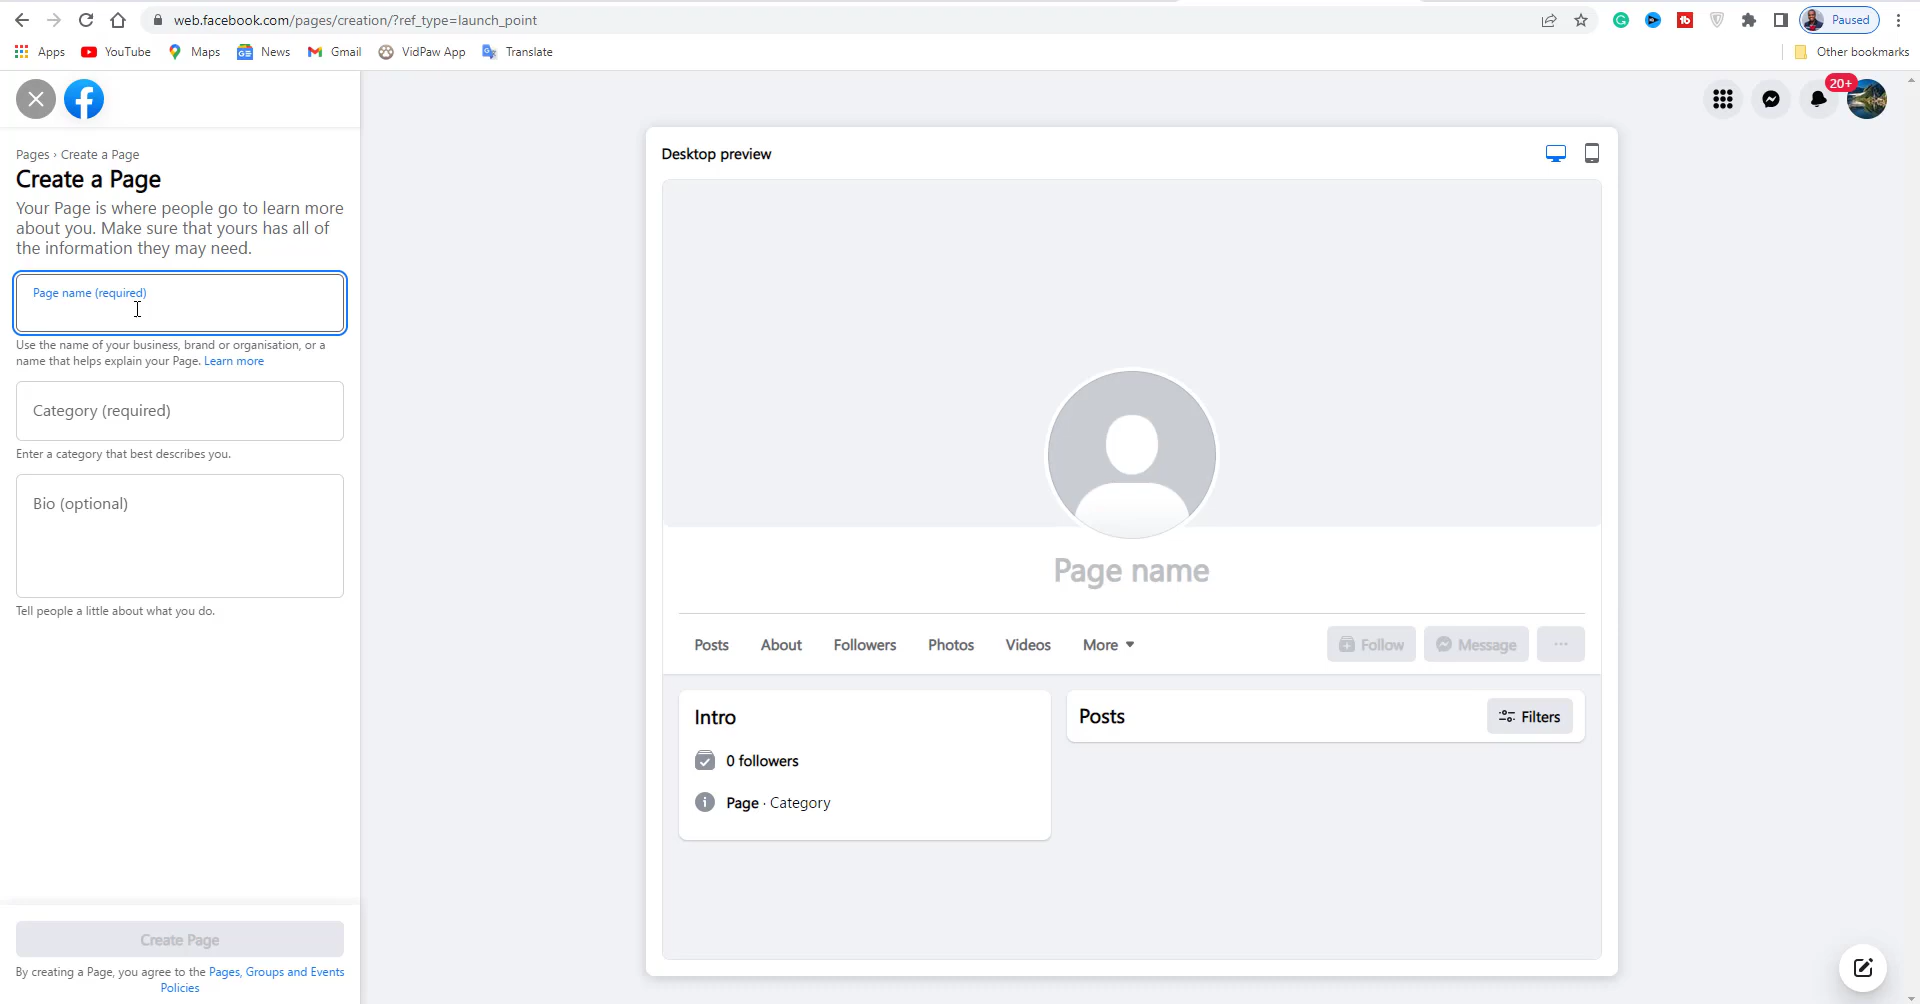 web.facebook.com/pages/creation/?ref_type=launch_point
Paused
Apps
YouTube
Maps
News
Gmail
VidPaw App
Translate
Other bookmarks
20+
Pages › Create a Page
Create a Page
Your Page is where people go to learn more
about you. Make sure that yours has all of
the information they may need.
Page name (required)
Use the name of your business, brand or organisation, or a
name that helps explain your Page. Learn more
Category (required)
Enter a category that best describes you.
Bio (optional)
Tell people a little about what you do.
Create Page
By creating a Page, you agree to the Pages, Groups and Events
Policies
Desktop preview
Page name
Posts
About
Followers
Photos
Videos
More
Follow
Message
Intro
0 followers
Page · Category
Posts
Filters